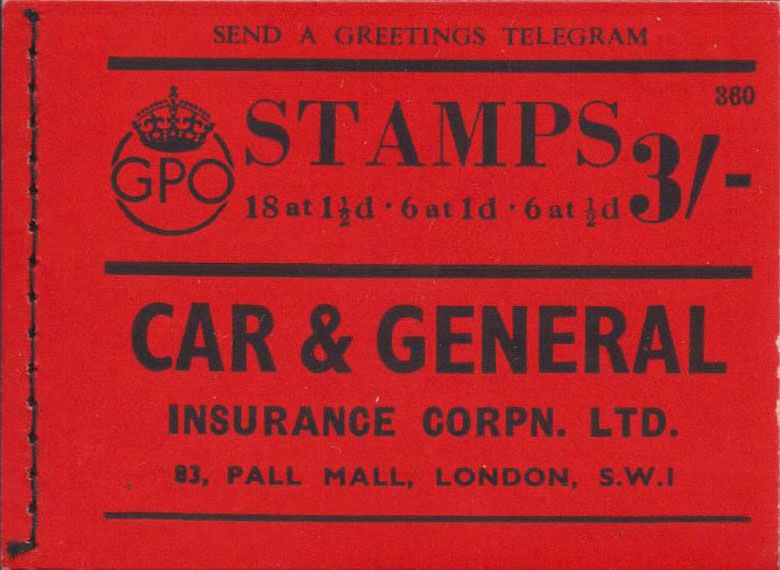 SEND A GREETINGS TELEGRAM
360
GPO
STAMPS 3/-
18 at 1½d · 6 at 1d · 6 at ½d
CAR & GENERAL
INSURANCE CORPN. LTD.
83, PALL MALL, LONDON, S.W.1